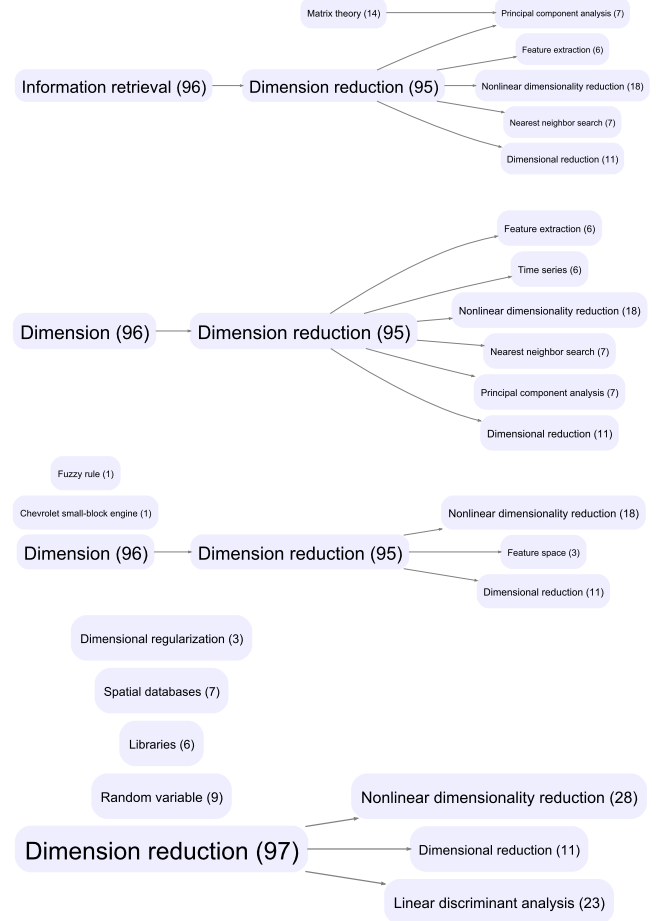 Matrix theory (14)
Principal component analysis (7)
Feature extraction (6)
Information retrieval (96)
Dimension reduction (95)
Nonlinear dimensionality reduction (18)
Nearest neighbor search (7)
Dimensional reduction (11)
Feature extraction (6)
Time series (6)
Nonlinear dimensionality reduction (18)
Dimension (96)
Dimension reduction (95)
Nearest neighbor search (7)
Principal component analysis (7)
Dimensional reduction (11)
Fuzzy rule (1)
Chevrolet small-block engine (1)
Nonlinear dimensionality reduction (18)
Dimension (96)
Dimension reduction (95)
Feature space (3)
Dimensional reduction (11)
Dimensional regularization (3)
Spatial databases (7)
Libraries (6)
Random variable (9)
Nonlinear dimensionality reduction (28)
Dimension reduction (97)
Dimensional reduction (11)
Linear discriminant analysis (23)